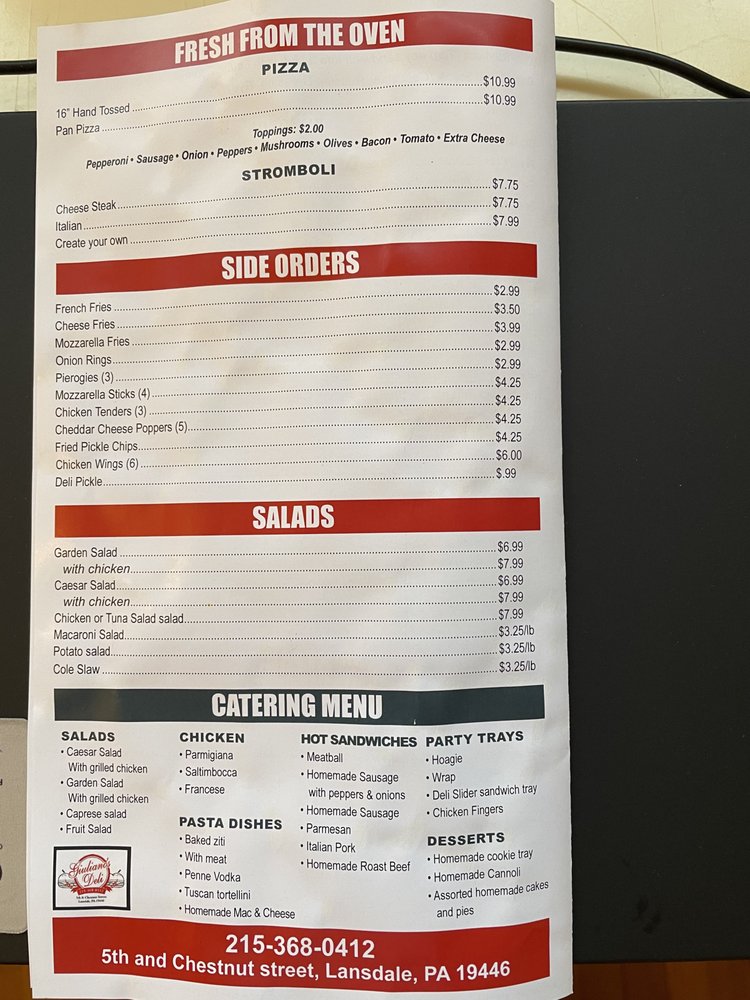 FRESH FROM THE OVEN
PIZZA
16" Hand Tossed $10.99
Pan Pizza $10.99
Toppings: $2.00
Pepperoni • Sausage • Onion • Peppers • Mushrooms • Olives • Bacon • Tomato • Extra Cheese
STROMBOLI
Cheese Steak $7.75
Italian $7.75
Create your own $7.99
SIDE ORDERS
French Fries $2.99
Cheese Fries $3.50
Mozzarella Fries $3.99
Onion Rings $2.99
Pierogies (3) $2.99
Mozzarella Sticks (4) $4.25
Chicken Tenders (3) $4.25
Cheddar Cheese Poppers (5) $4.25
Fried Pickle Chips $4.25
Chicken Wings (6) $6.00
Deli Pickle $.99
SALADS
Garden Salad $6.99
with chicken $7.99
Caesar Salad $6.99
with chicken $7.99
Chicken or Tuna Salad salad $7.99
Macaroni Salad $3.25/lb
Potato salad $3.25/lb
Cole Slaw $3.25/lb
CATERING MENU
SALADS
• Caesar Salad
With grilled chicken
• Garden Salad
With grilled chicken
• Caprese salad
• Fruit Salad
CHICKEN
• Parmigiana
• Saltimbocca
• Francese
PASTA DISHES
• Baked ziti
• With meat
• Penne Vodka
• Tuscan tortellini
• Homemade Mac & Cheese
HOT SANDWICHES
• Meatball
• Homemade Sausage
with peppers & onions
• Homemade Sausage
• Parmesan
• Italian Pork
• Homemade Roast Beef
PARTY TRAYS
• Hoagie
• Wrap
• Deli Slider sandwich tray
• Chicken Fingers
DESSERTS
• Homemade cookie tray
• Homemade Cannoli
• Assorted homemade cakes
and pies
Giuliano's
Deli
215-368-0412
5th and Chestnut street, Lansdale, PA 19446